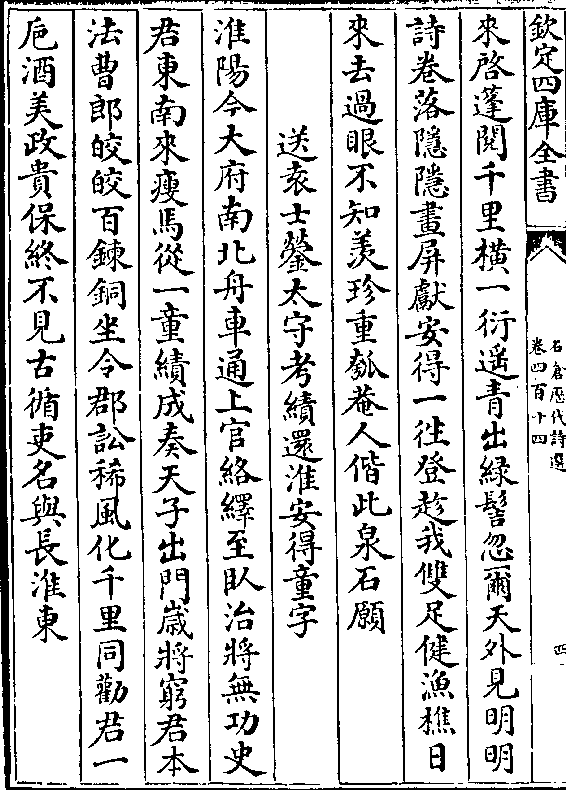 欽定四庫全書
石倉歷代詩選
卷四百十四
四
來啓蓬閱千里橫一衍遥青出緑髻忽爾天外見明明
詩卷落隱隱畫屏獻安得一徃登趁我雙足健漁樵日
來去過眼不知羡珍重瓠菴人偕此泉石願
送袁士鎣太守考績還淮安得童字
淮陽今大府南北舟車通上官絡繹至臥治將無功史
君東南來瘦馬從一童績成奏天子出門歳將窮君本
法曹郎皎皎百鍊銅坐令郡訟稀風化千里同勸君一
巵酒美政貴保終不見古循吏名與長淮東